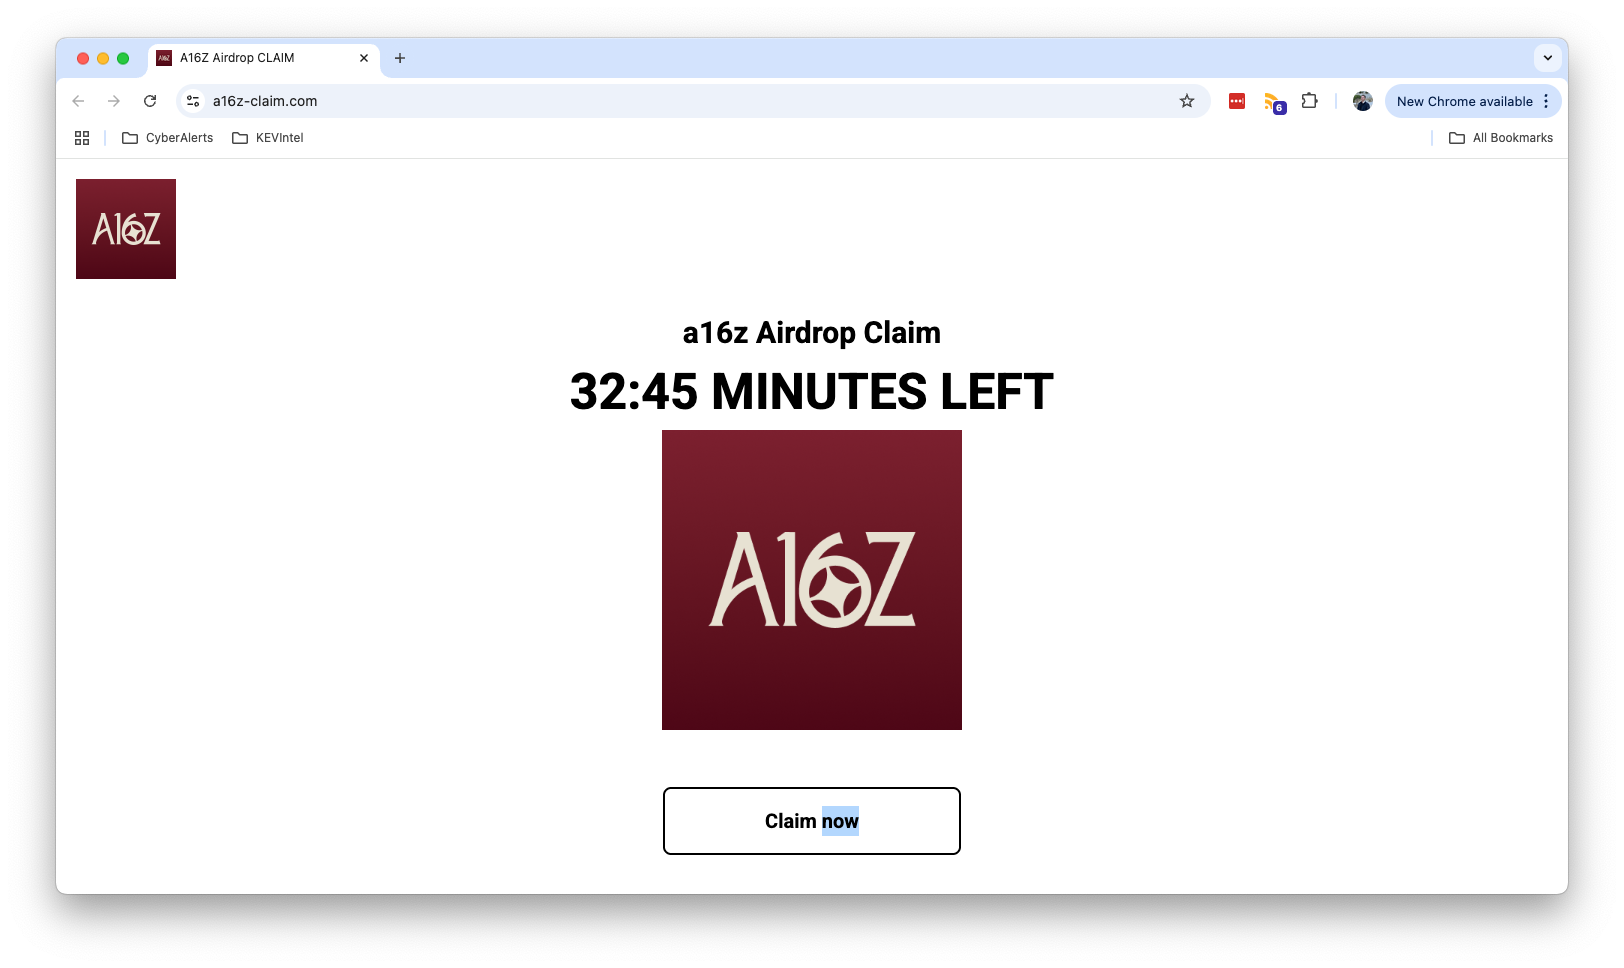 A16Z Airdrop CLAIM
a16z-claim.com
6
New Chrome available
CyberAlerts
KEVIntel
All Bookmarks
A16Z
a16z Airdrop Claim
32:45 MINUTES LEFT
A16Z
Claim now